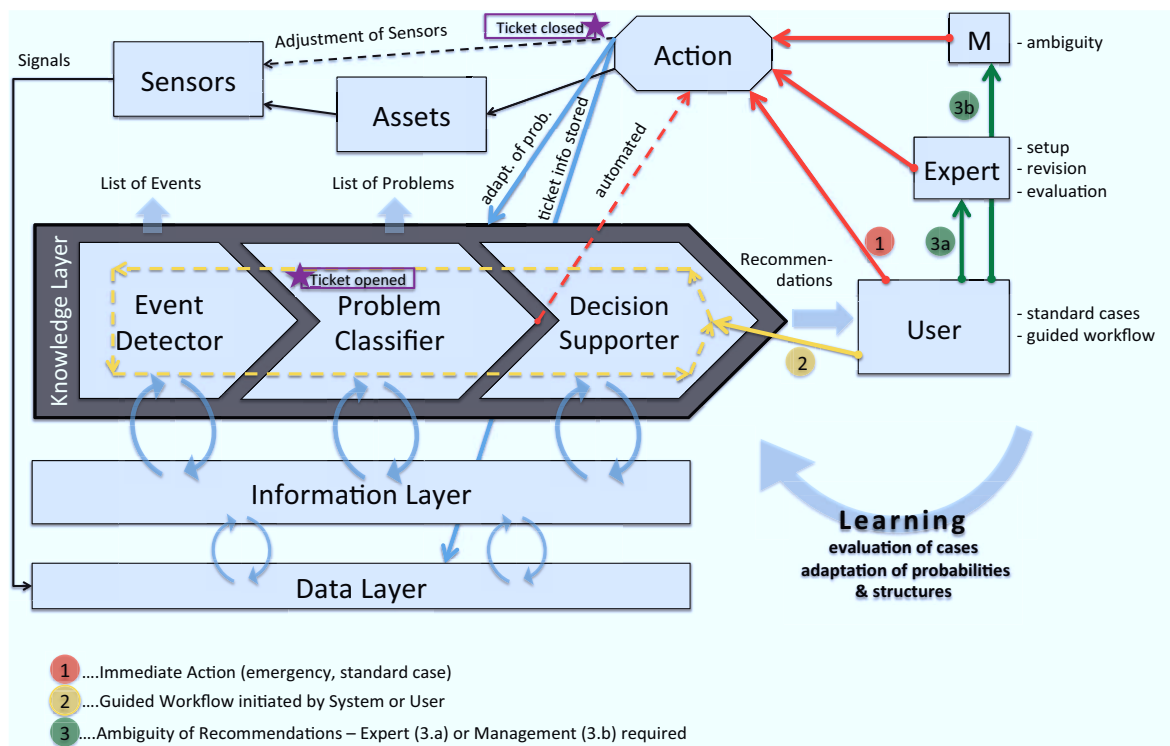 Ticket closed
Adjustment of Sensors
Signals
Sensors
Assets
Action
M
- ambiguity
3b
Expert
- setup
- revision
- evaluation
adapt. of prob.
ticket info stored
automated
List of Events
List of Problems
1
3a
Knowledge Layer
Ticket opened
Event
Detector
Problem
Classifier
Decision
Supporter
Recommen-
dations
User
- standard cases
- guided workflow
2
Information Layer
Data Layer
Learning
evaluation of cases
adaptation of probabilities
& structures
1 ....Immediate Action (emergency, standard case)
2 ....Guided Workflow initiated by System or User
3 ....Ambiguity of Recommendations – Expert (3.a) or Management (3.b) required